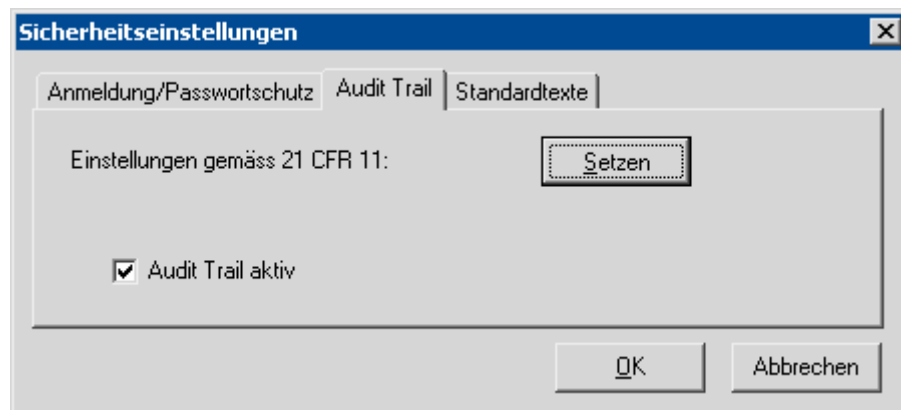 Sicherheitseinstellungen
Anmeldung/Passwortschutz Audit Trail Standardtexte
Einstellungen gemäss 21 CFR 11: Setzen
Audit Trail aktiv
OK Abbrechen